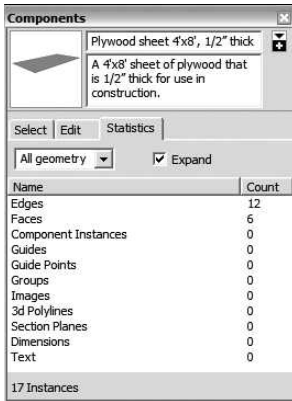 Components
Plywood sheet 4'x8', 1/2" thick
A 4'x8' sheet of plywood that
is 1/2" thick for use in
construction.
Select Edit Statistics
All geometry Expand
Name Count
Edges 12
Faces 6
Component Instances 0
Guides 0
Guide Points 0
Groups 0
Images 0
3d Polylines 0
Section Planes 0
Dimensions 0
Text 0
17 Instances